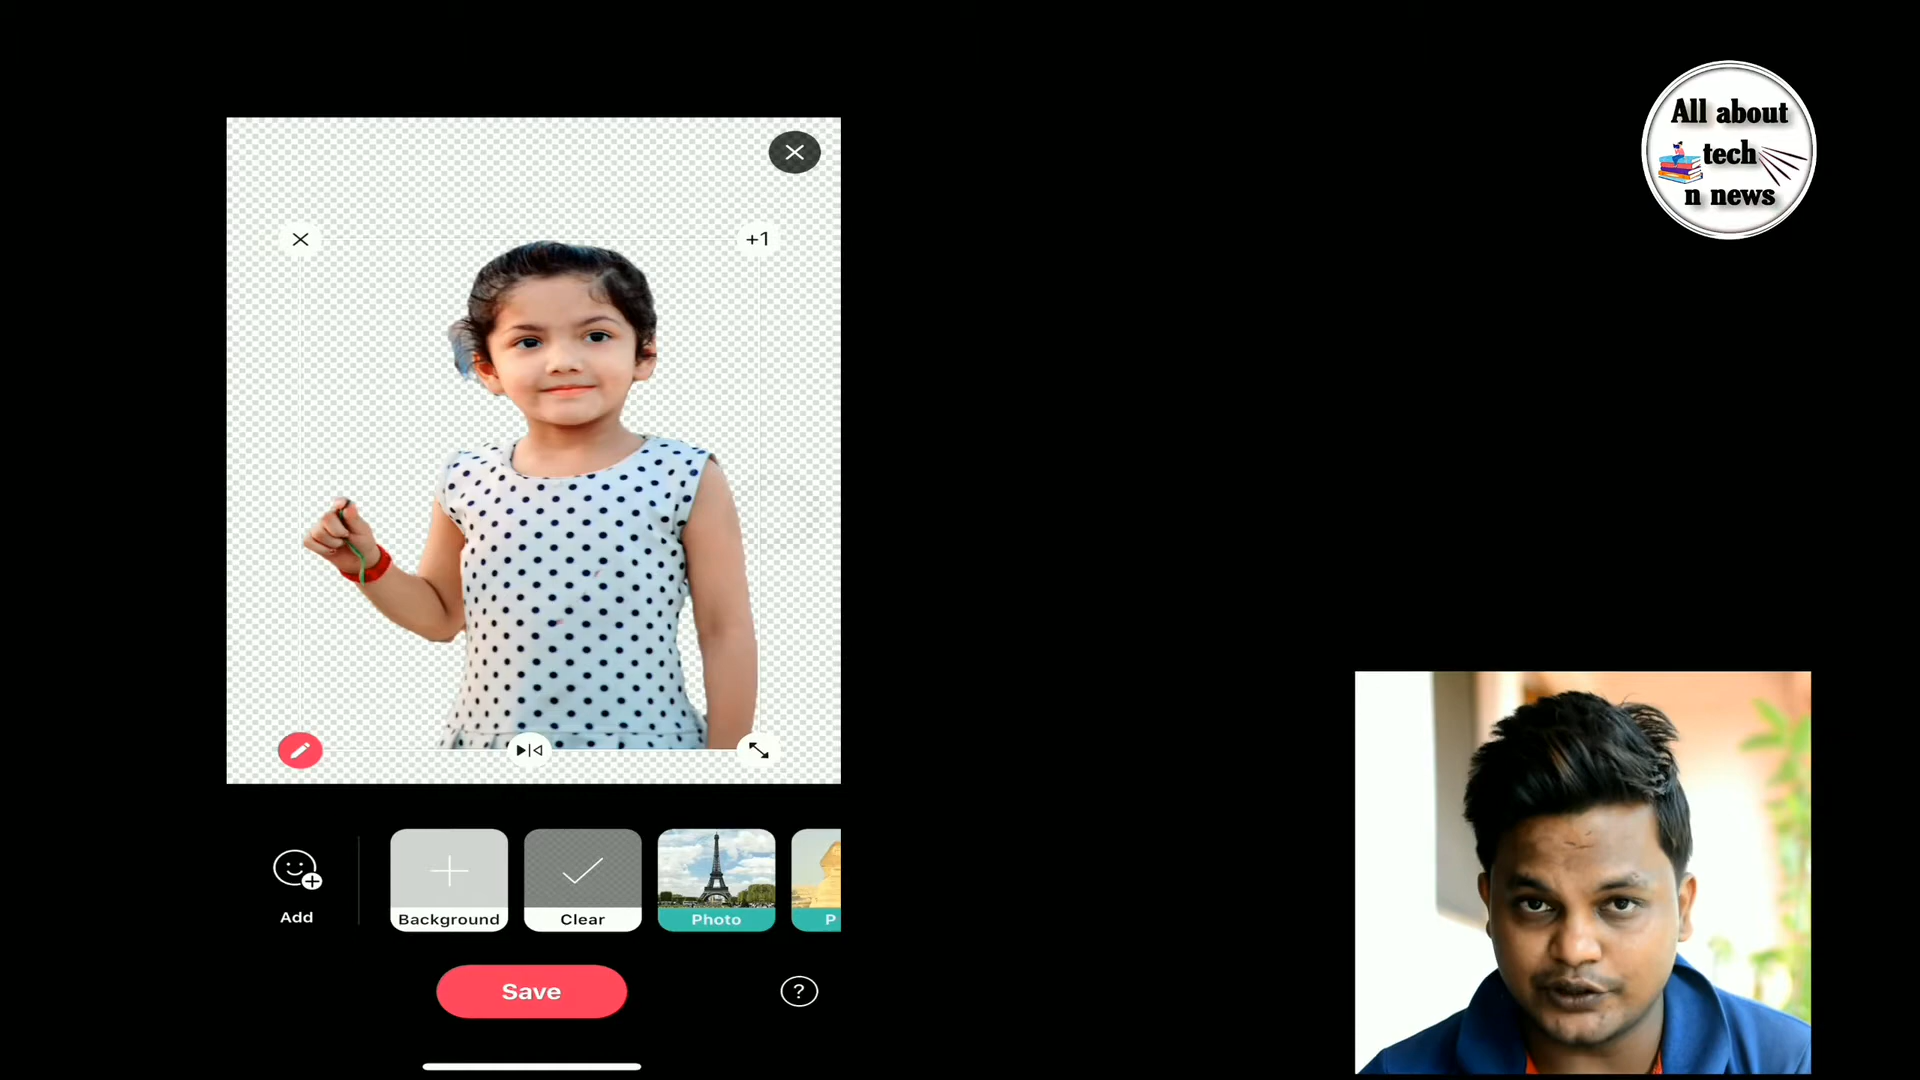 All about
tech
n news
+1
Add
Background
Clear
Photo
P
Save
?